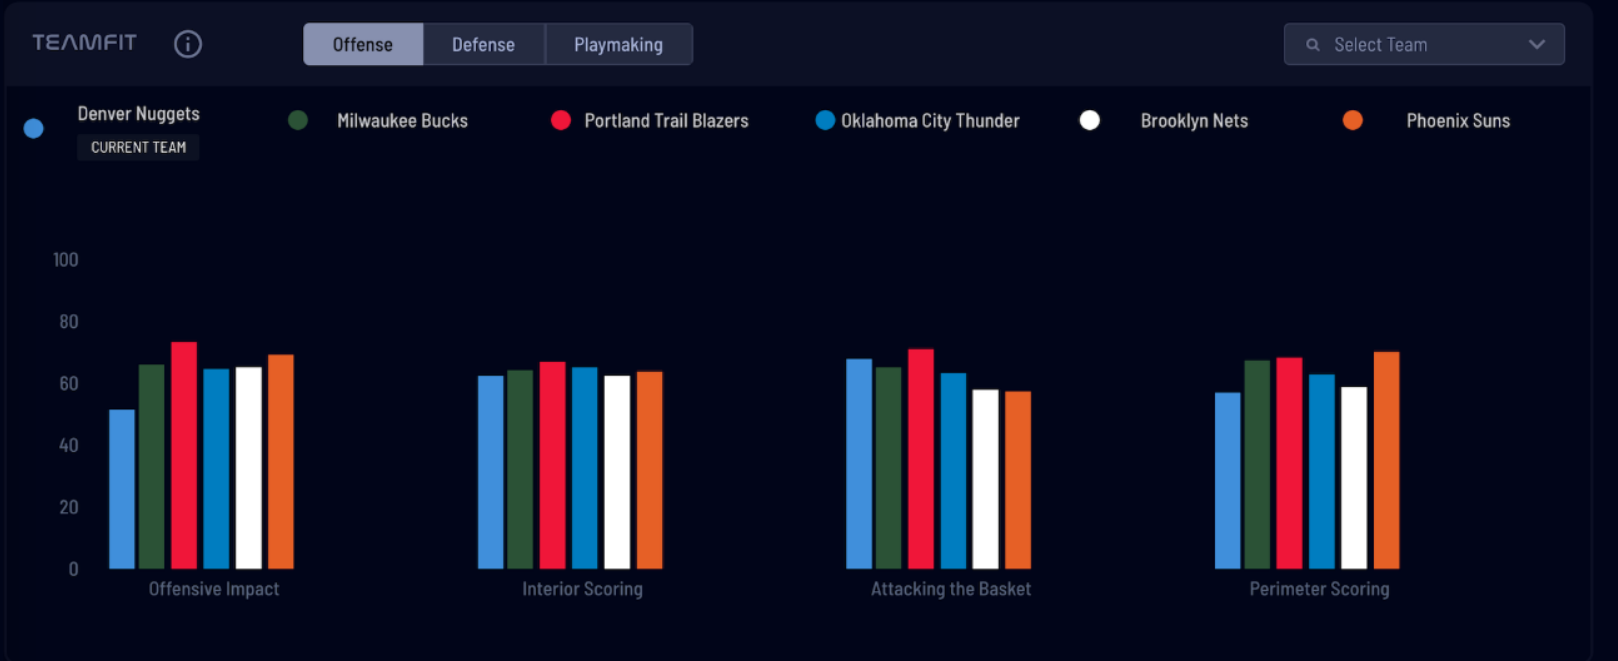 TEAMFIT
Offense
Defense
Playmaking
Select Team
Denver Nuggets
CURRENT TEAM
Milwaukee Bucks
Portland Trail Blazers
Oklahoma City Thunder
Brooklyn Nets
Phoenix Suns
100
80
60
40
20
0
Offensive Impact
Interior Scoring
Attacking the Basket
Perimeter Scoring